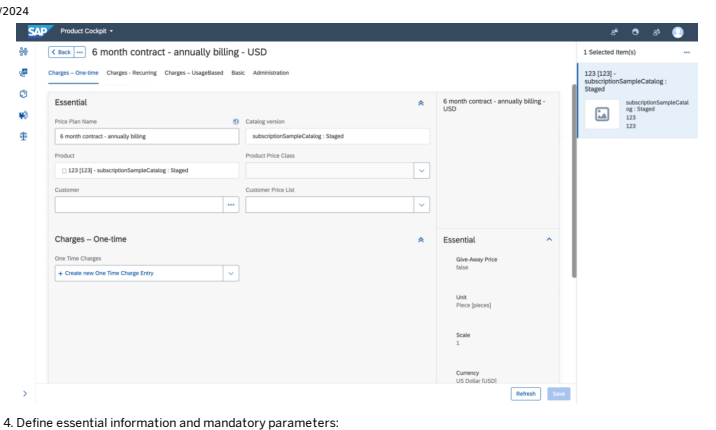 /2024
SAP Product Cockpit
< Back ... 6 month contract - annually billing - USD
Charges – One-time Charges - Recurring Charges – UsageBased Basic Administration
Essential
Price Plan Name
6 month contract - annually billing
Catalog version
subscriptionSampleCatalog : Staged
Product
123 [123] - subscriptionSampleCatalog : Staged
Product Price Class
Customer
...
Customer Price List
Charges – One-time
One Time Charges
+ Create new One Time Charge Entry
6 month contract - annually billing -
USD
Essential
Give-Away Price
false
Unit
Piece [pieces]
Scale
1
Currency
US Dollar [USD]
1 Selected Item(s) ...
123 [123] -
subscriptionSampleCatalog :
Staged
subscriptionSampleCatal
og : Staged
123
123
Refresh Save
4. Define essential information and mandatory parameters: